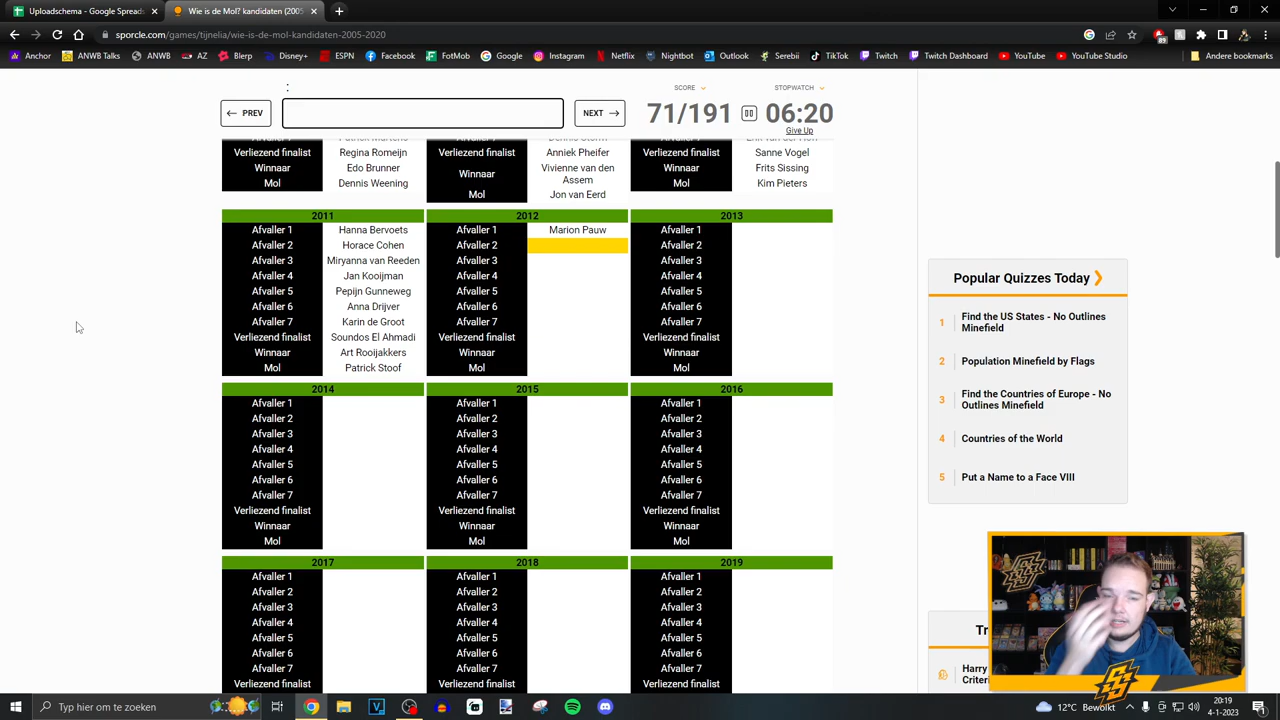 Uploadschema - Google Spreads
Wie is de Mol? Kandidaten (2005-
sporcle.com/games/tijnelia/wie-is-de-mol-kandidaten-2005-2020
89
Anchor
ANWB Talks
ANWB
AZ
Disney+
ESPN
Facebook
FotMob
Google
Instagram
Netflix
Nightbot
Outlook
Serebii
TikTok
Twitch
Twitch Dashboard
YouTube
YouTube Studio
Andere bookmarks
:
PREV
NEXT
SCORE
71/191
STOPWATCH
06:20
Give Up
Verliezend finalist Regina Romeijn
Winnaar Edo Brunner
Mol Dennis Weening
Verliezend finalist Anniek Pheifer
Winnaar Vivienne van den
Assem
Mol Jon van Eerd
Verliezend finalist Sanne Vogel
Winnaar Frits Sissing
Mol Kim Pieters
2011
Afvaller 1 Hanna Bervoets
Afvaller 2 Horace Cohen
Afvaller 3 Miryanna van Reeden
Afvaller 4 Jan Kooijman
Afvaller 5 Pepijn Gunneweg
Afvaller 6 Anna Drijver
Afvaller 7 Karin de Groot
Verliezend finalist Soundos El Ahmadi
Winnaar Art Rooijakkers
Mol Patrick Stoof
2012
Afvaller 1 Marion Pauw
Afvaller 2
Afvaller 3
Afvaller 4
Afvaller 5
Afvaller 6
Afvaller 7
Verliezend finalist
Winnaar
Mol
2013
Afvaller 1
Afvaller 2
Afvaller 3
Afvaller 4
Afvaller 5
Afvaller 6
Afvaller 7
Verliezend finalist
Winnaar
Mol
2014
Afvaller 1
Afvaller 2
Afvaller 3
Afvaller 4
Afvaller 5
Afvaller 6
Afvaller 7
Verliezend finalist
Winnaar
Mol
2015
Afvaller 1
Afvaller 2
Afvaller 3
Afvaller 4
Afvaller 5
Afvaller 6
Afvaller 7
Verliezend finalist
Winnaar
Mol
2016
Afvaller 1
Afvaller 2
Afvaller 3
Afvaller 4
Afvaller 5
Afvaller 6
Afvaller 7
Verliezend finalist
Winnaar
Mol
2017
Afvaller 1
Afvaller 2
Afvaller 3
Afvaller 4
Afvaller 5
Afvaller 6
Afvaller 7
Verliezend finalist
2018
Afvaller 1
Afvaller 2
Afvaller 3
Afvaller 4
Afvaller 5
Afvaller 6
Afvaller 7
Verliezend finalist
2019
Afvaller 1
Afvaller 2
Afvaller 3
Afvaller 4
Afvaller 5
Afvaller 6
Afvaller 7
Verliezend finalist
Popular Quizzes Today
1 Find the US States - No Outlines
Minefield
2 Population Minefield by Flags
3 Find the Countries of Europe - No
Outlines Minefield
4 Countries of the World
5 Put a Name to a Face VIII
Tr
Harry
Criteri
Typ hier om te zoeken
12°C Bewolkt
20:19
4-1-2023